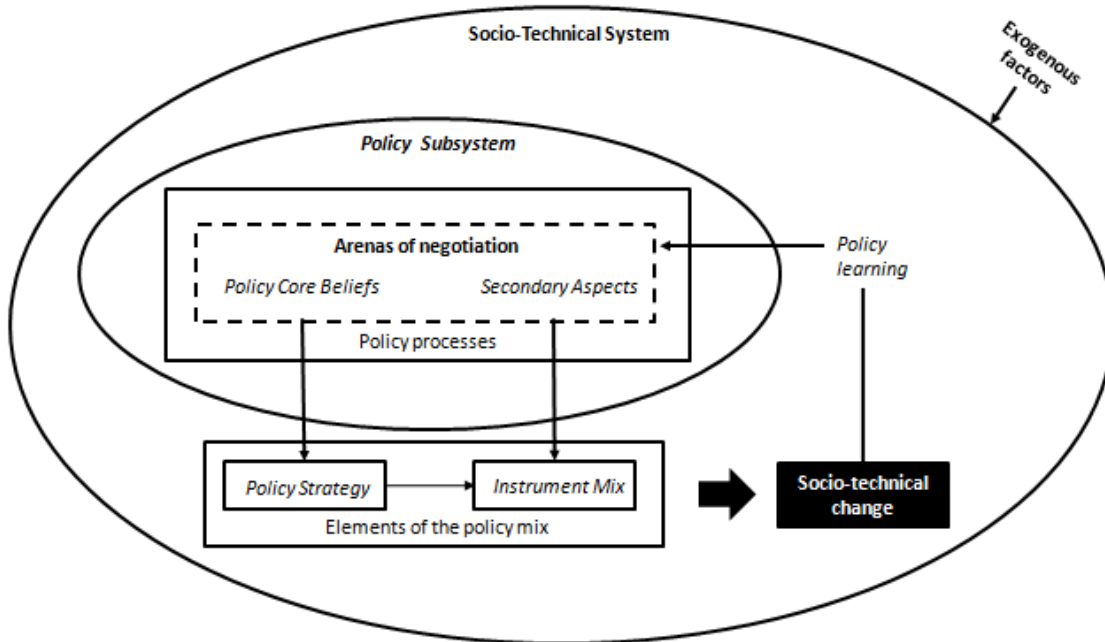 Socio-Technical System
Exogenous
factors
Policy Subsystem
Arenas of negotiation
Policy Core Beliefs
Secondary Aspects
Policy processes
Policy
learning
Policy Strategy
Instrument Mix
Elements of the policy mix
Socio-technical
change